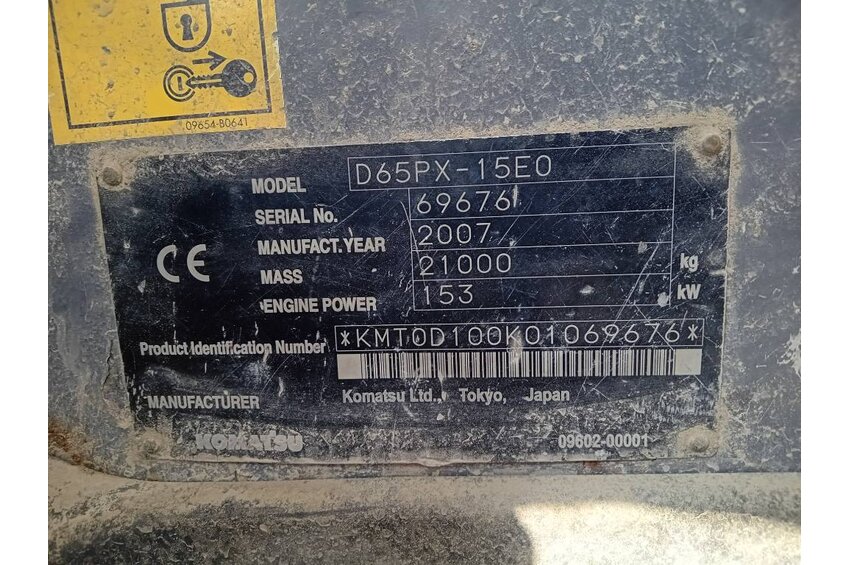 09654-B0641
MODEL D65PX-15E0
SERIAL No. 69676
MANUFACT. YEAR 2007
MASS 21000 kg
ENGINE POWER 153 kW
CE
Product Identification Number *KMT0D100K01069676*
MANUFACTURER Komatsu Ltd., Tokyo, Japan
KOMATSU 09602-00001